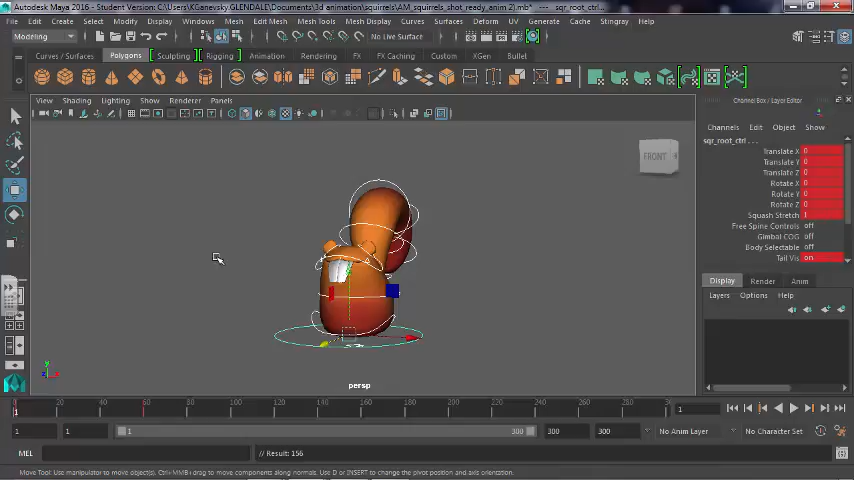 Autodesk Maya 2016 - Student Version: C:\Users\KGanevsky.GLENDALE\Documents\3d animation\squirrels\AM_squirrels_shot_ready_anim 2).mb* --- sqr_root_ctrl...
File Edit Create Select Modify Display Windows Mesh Edit Mesh Mesh Tools Mesh Display Curves Surfaces Deform UV Generate Cache Help
Modeling No Live Surface
Curves / Surfaces Polygons Sculpting Rigging Animation Rendering FX FX Caching Custom XGen Bullet
View Shading Lighting Show Renderer Panels
Channel Box / Layer Editor
Channels Edit Object Show
sqr_root_ctrl . . .
Translate X 0
Translate Y 0
Translate Z 0
Rotate X 0
Rotate Y 0
Rotate Z 0
Squash Stretch 1
Free Spine Controls off
Gimbal COG off
Body Selectable off
Tail Vis on
FRONT
persp
Display Render Anim
Layers Options Help
1 20 40 60 80 100 120 140 160 180 200 220 240 260 280 1
1 1 1 300 300 300 No Anim Layer No Character Set
MEL // Result: 156
Move Tool: Use manipulator to move objects. Ctrl+MMB+drag to move components along normals. Use D or INSERT to change the pivot position and axis orientation.